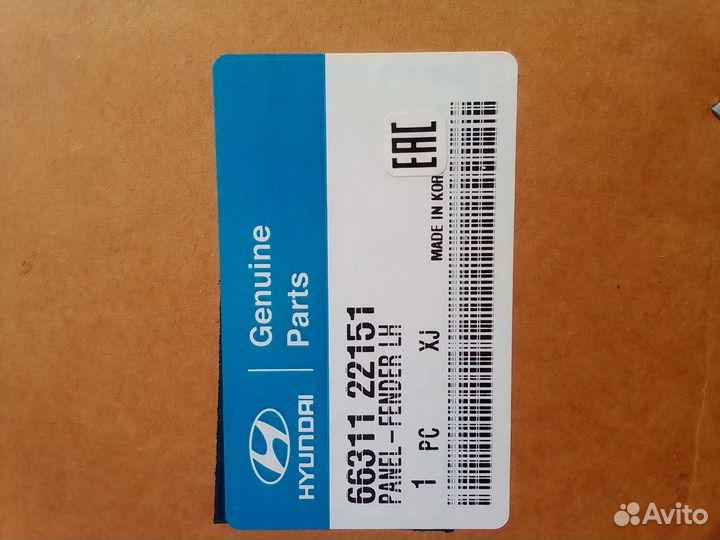 HYUNDAI
Genuine
Parts
66311 22151
PANEL-FENDER LH
1 PC XJ
MADE IN KOR
EAC
Avito